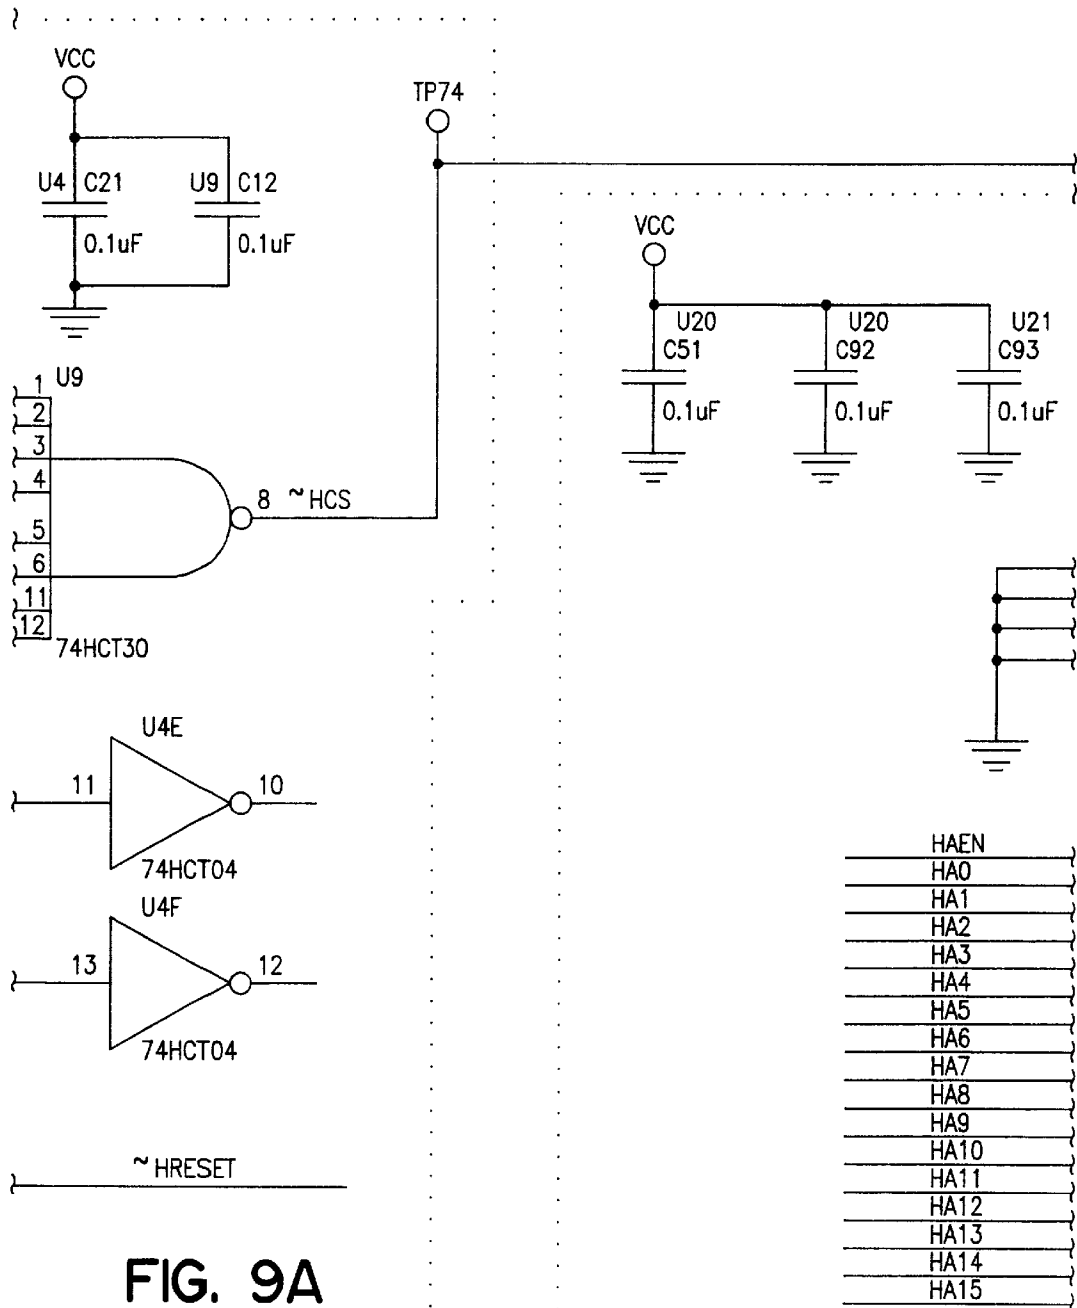 VCC
U4 C21
0.1uF
U9 C12
0.1uF
TP74
VCC
U20
C51
0.1uF
U20
C92
0.1uF
U21
C93
0.1uF
U9
1
2
3
4
5
6
11
12
8 ~HCS
74HCT30
U4E
11
10
74HCT04
U4F
13
12
74HCT04
~HRESET
HAEN
HA0
HA1
HA2
HA3
HA4
HA5
HA6
HA7
HA8
HA9
HA10
HA11
HA12
HA13
HA14
HA15
FIG. 9A